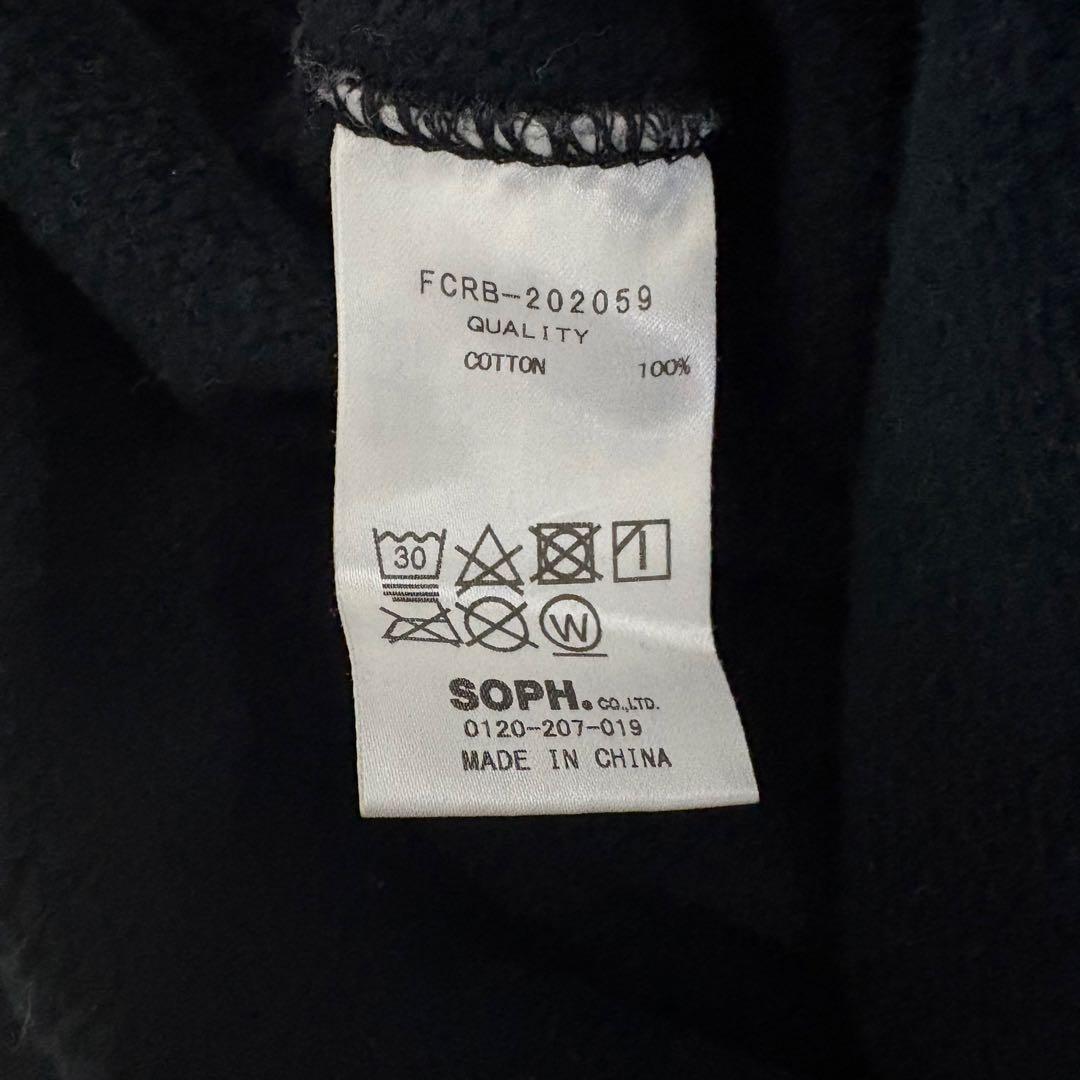 FCRB-202059
QUALITY
COTTON 100%
30
W
SOPH. CO.,LTD.
0120-207-019
MADE IN CHINA